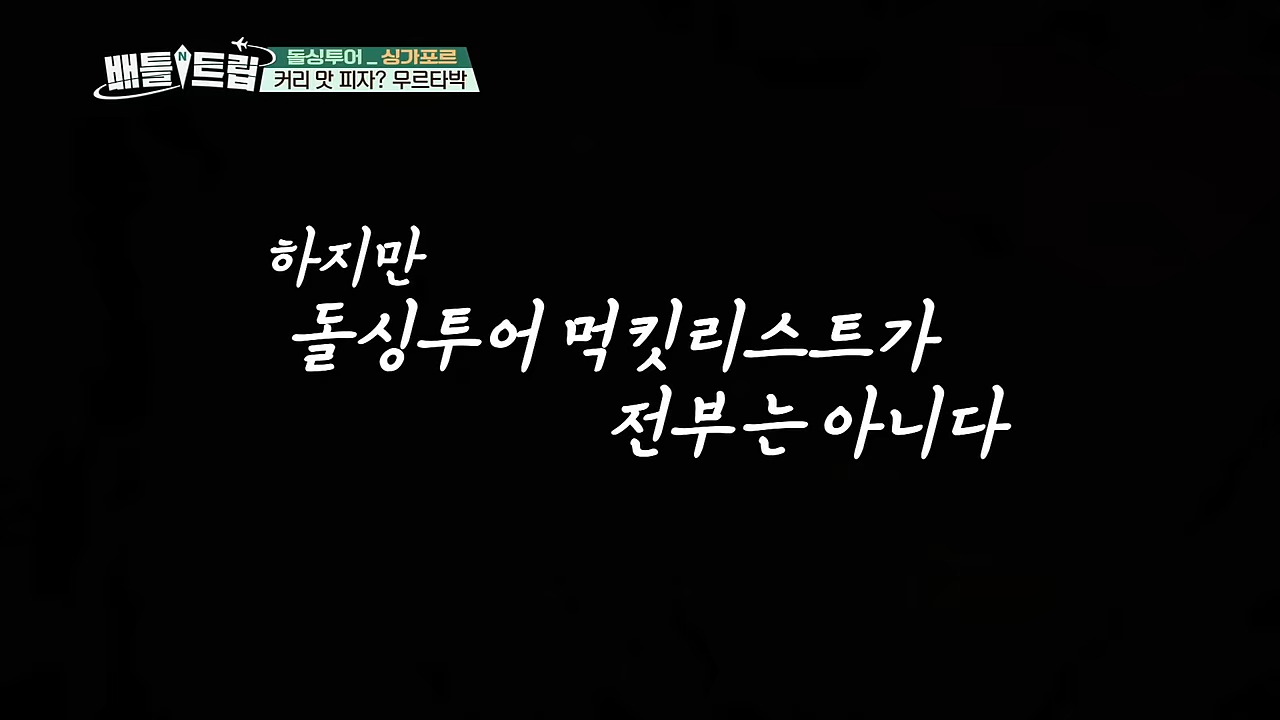 배틀트립
N
돌싱투어 _ 싱가포르
커리 맛 피자? 무르타박
하지만
돌싱투어 먹킷리스트가
전부는 아니다